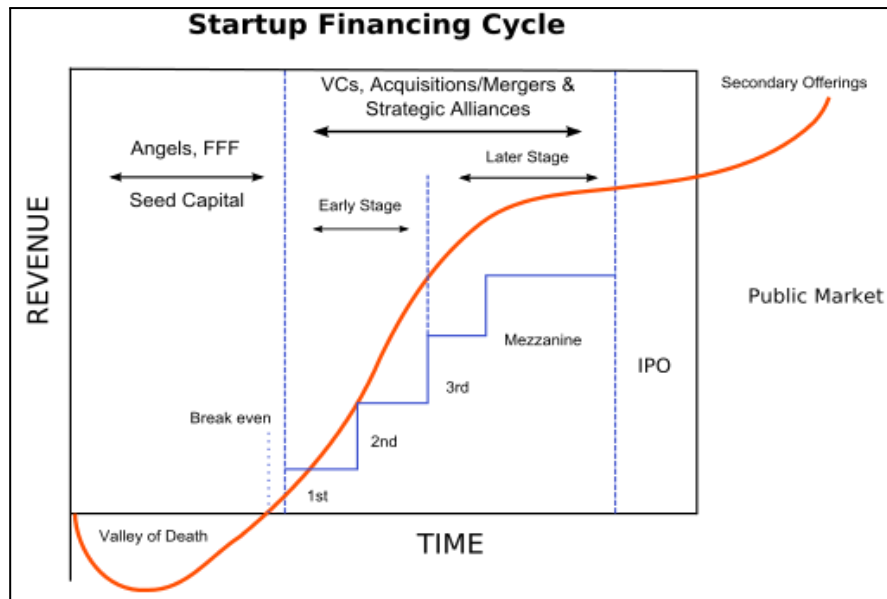 Startup Financing Cycle
VCs, Acquisitions/Mergers &
Strategic Alliances
Secondary Offerings
Angels, FFF
Seed Capital
Later Stage
Early Stage
REVENUE
Public Market
Mezzanine
IPO
3rd
Break even
2nd
1st
Valley of Death
TIME